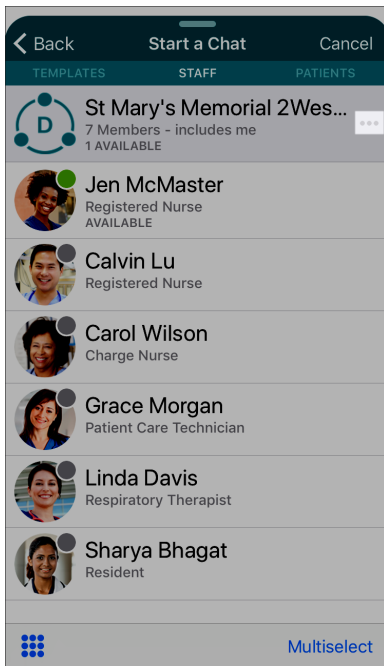 Back
Start a Chat
Cancel
TEMPLATES
STAFF
PATIENTS
D
St Mary's Memorial 2Wes...
7 Members - includes me
1 AVAILABLE
Jen McMaster
Registered Nurse
AVAILABLE
Calvin Lu
Registered Nurse
Carol Wilson
Charge Nurse
Grace Morgan
Patient Care Technician
Linda Davis
Respiratory Therapist
Sharya Bhagat
Resident
Multiselect